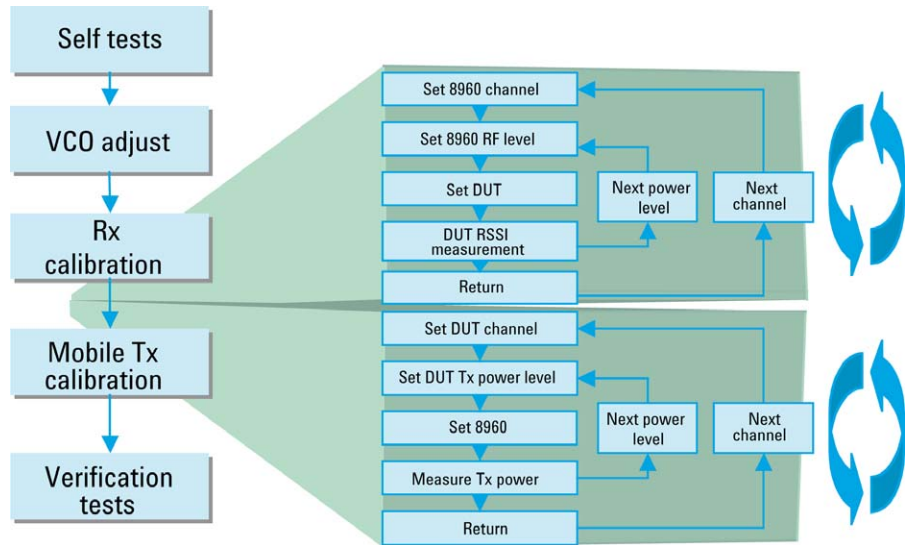 Self tests
VCO adjust
Rx
calibration
Mobile Tx
calibration
Verification
tests
Set 8960 channel
Set 8960 RF level
Set DUT
DUT RSSI
measurement
Return
Next power
level
Next
channel
Set DUT channel
Set DUT Tx power level
Set 8960
Measure Tx power
Return
Next power
level
Next
channel